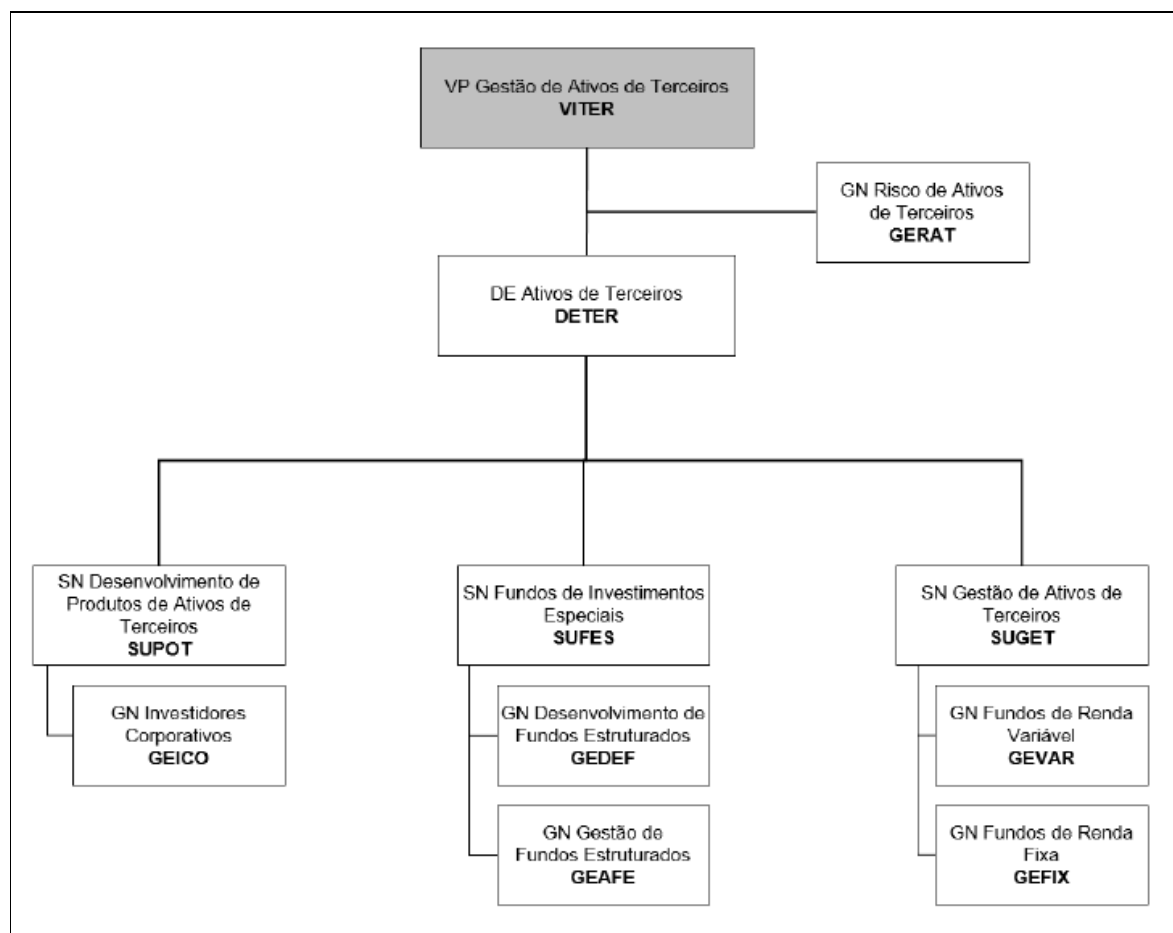 VP Gestão de Ativos de Terceiros
VITER
GN Risco de Ativos
de Terceiros
GERAT
DE Ativos de Terceiros
DETER
SN Desenvolvimento de
Produtos de Ativos de
Terceiros
SUPOT
GN Investidores
Corporativos
GEICO
SN Fundos de Investimentos
Especiais
SUFES
GN Desenvolvimento de
Fundos Estruturados
GEDEF
GN Gestão de
Fundos Estruturados
GEAFE
SN Gestão de Ativos de
Terceiros
SUGET
GN Fundos de Renda
Variável
GEVAR
GN Fundos de Renda
Fixa
GEFIX